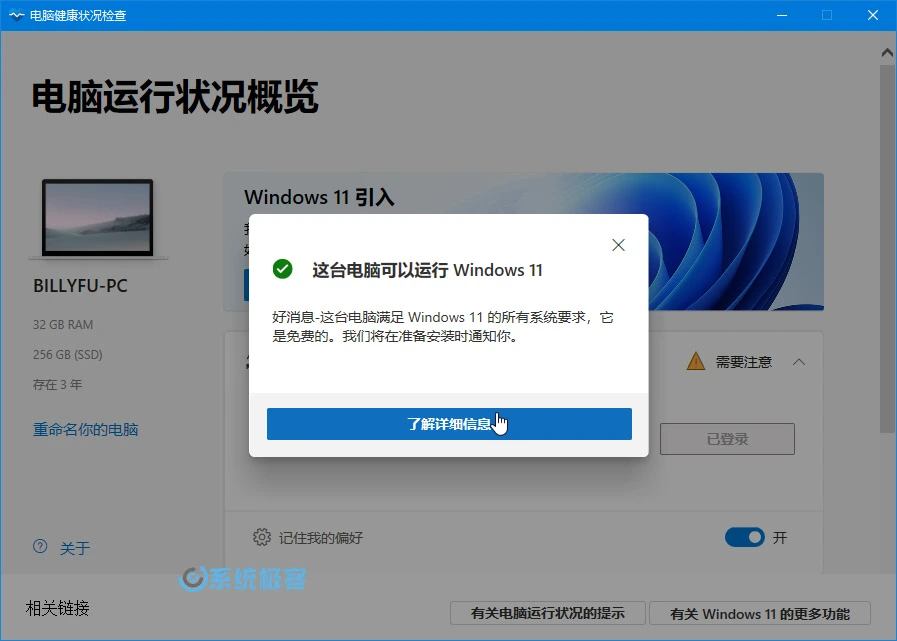 电脑健康状况检查
电脑运行状况概览
Windows 11 引入
BILLYFU-PC
32 GB RAM
256 GB (SSD)
存在 3 年
重命名你的电脑
这台电脑可以运行 Windows 11
好消息-这台电脑满足 Windows 11 的所有系统要求，它
是免费的。我们将在准备安装时通知你。
了解详细信息
需要注意
已登录
记住我的偏好
开
关于
系统极客
相关链接
有关电脑运行状况的提示
有关 Windows 11 的更多功能